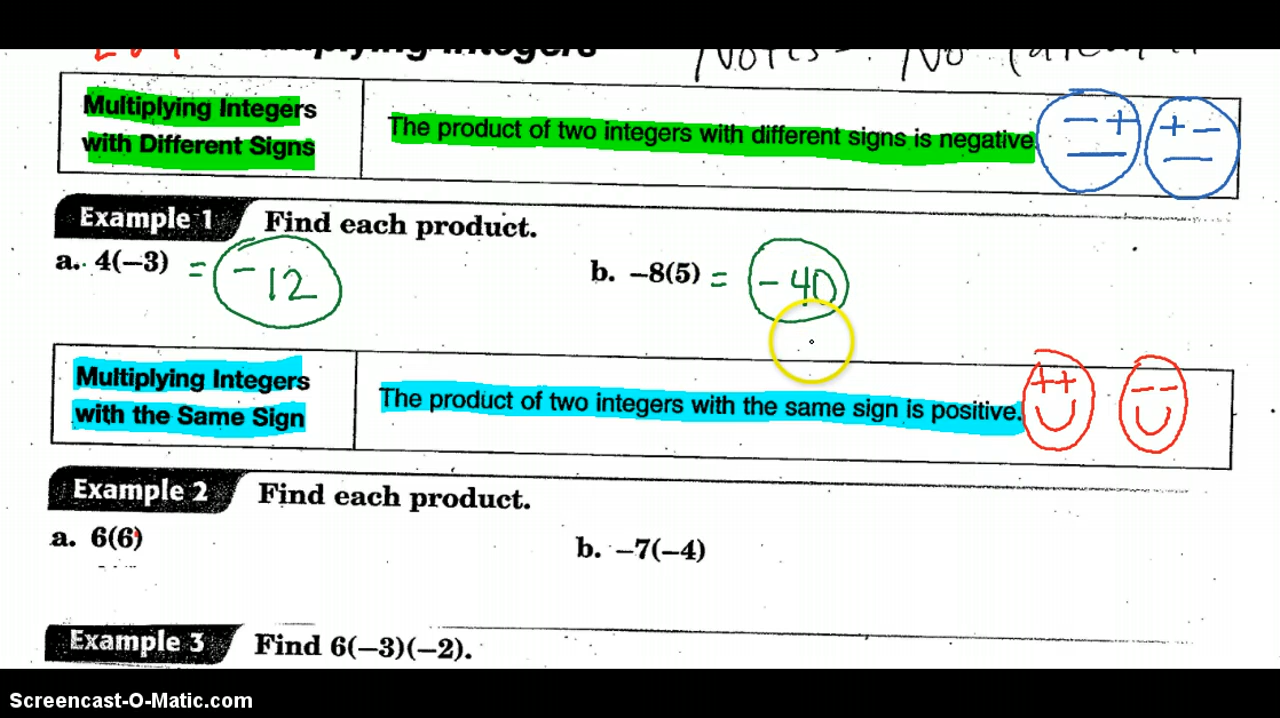 Multiplying Integers
with Different Signs
The product of two integers with different signs is negative.
− +
−
+ −
−
Example 1 Find each product.
a. 4(−3) = −12
b. −8(5) = −40
Multiplying Integers
with the Same Sign
The product of two integers with the same sign is positive.
++
− −
Example 2 Find each product.
a. 6(6)
b. −7(−4)
Example 3 Find 6(−3)(−2).
Screencast-O-Matic.com